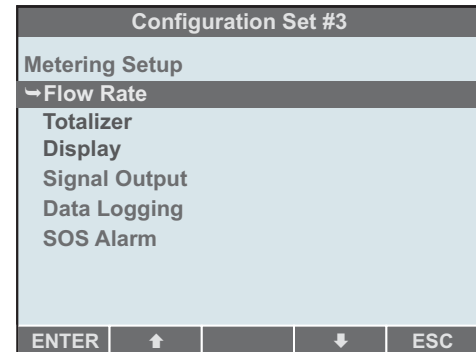 Configuration Set #3
Metering Setup
➥Flow Rate
Totalizer
Display
Signal Output
Data Logging
SOS Alarm
ENTER ⬆ ⬇ ESC